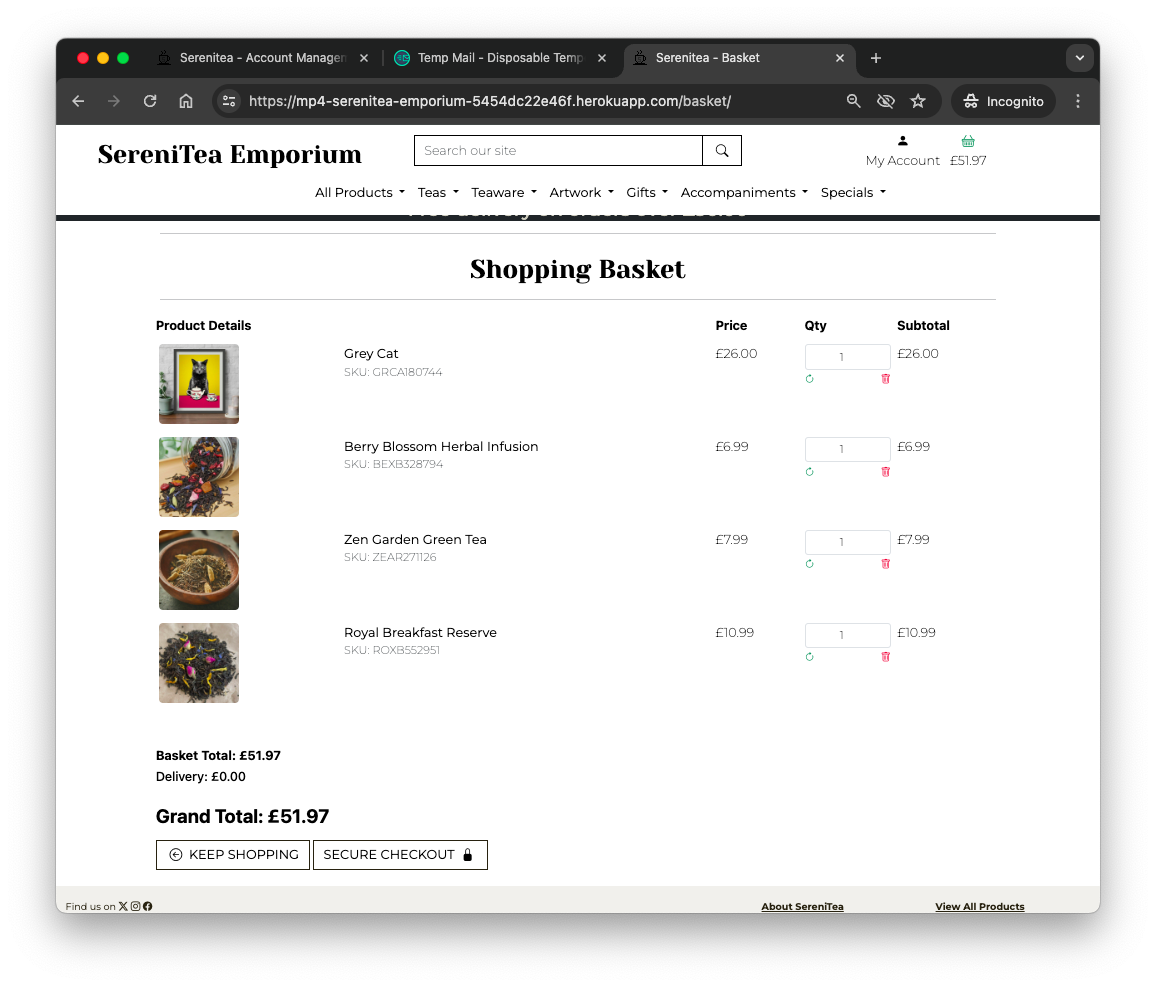 Serenitea - Account Manager
Temp Mail - Disposable Temp
Serenitea - Basket
https://mp4-serenitea-emporium-5454dc22e46f.herokuapp.com/basket/
Incognito
SereniTea Emporium
Search our site
My Account
£51.97
All Products
Teas
Teaware
Artwork
Gifts
Accompaniments
Specials
Shopping Basket
Product Details Price Qty Subtotal
Grey Cat £26.00 1 £26.00
SKU: GRCA180744
Berry Blossom Herbal Infusion £6.99 1 £6.99
SKU: BEXB328794
Zen Garden Green Tea £7.99 1 £7.99
SKU: ZEAR271126
Royal Breakfast Reserve £10.99 1 £10.99
SKU: ROXB552951
Basket Total: £51.97
Delivery: £0.00
Grand Total: £51.97
KEEP SHOPPING
SECURE CHECKOUT
Find us on
About SereniTea
View All Products